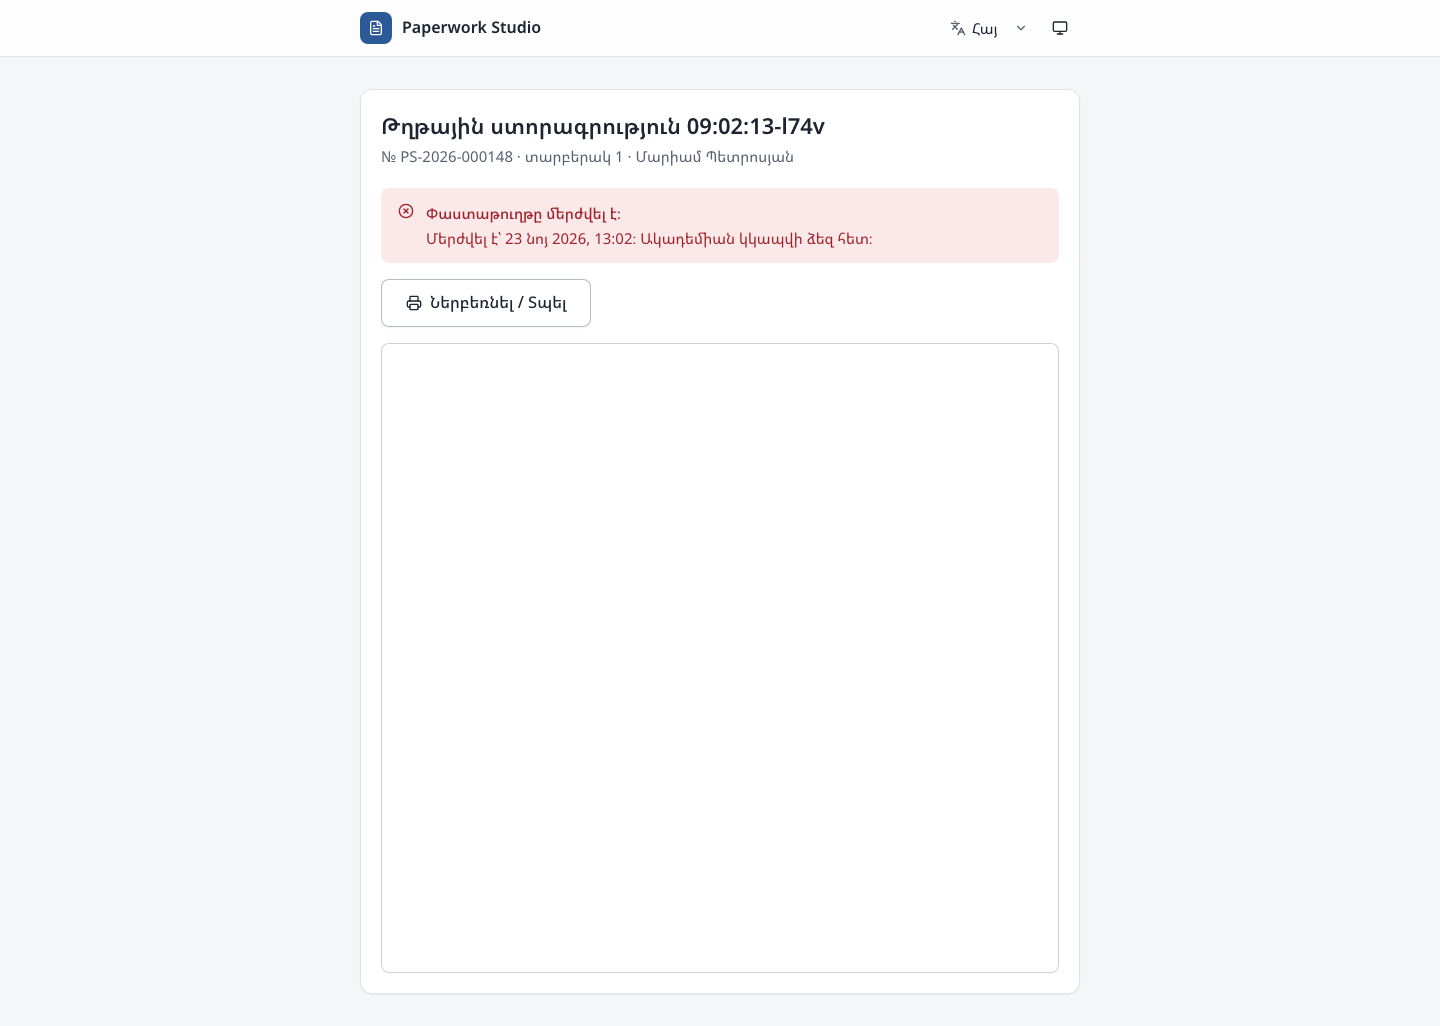 Paperwork Studio
Հայ
Թղթային ստորագրություն 09:02:13-l74v
№ PS-2026-000148 · տարբերակ 1 · Մարիամ Պետրոսյան
Փաստաթուղթը մերժվել է։
Մերժվել է՝ 23 նոյ 2026, 13:02։ Ակադեմիան կկապվի ձեզ հետ։
Ներբեռնել / Տպել